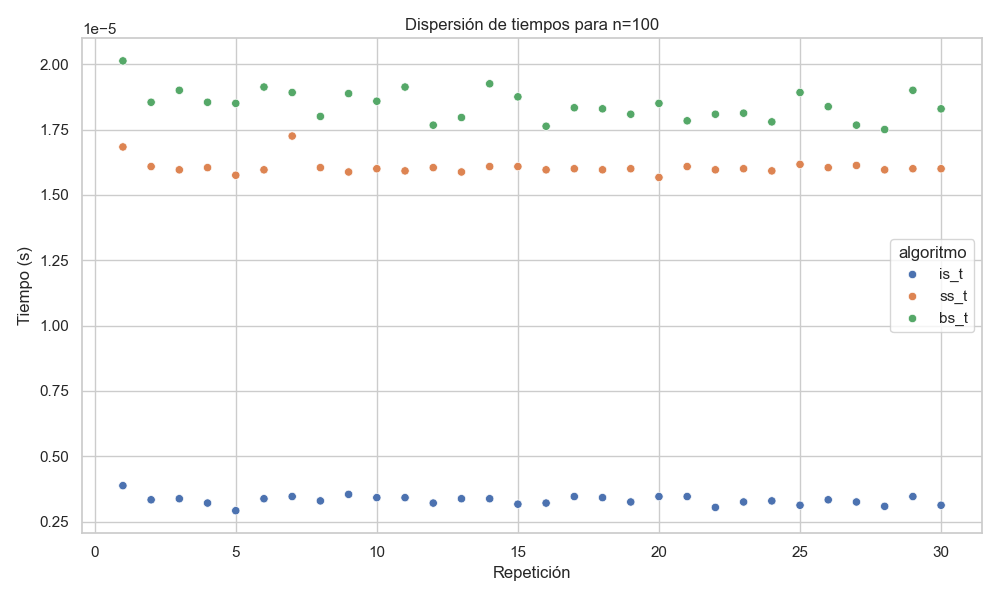 Dispersión de tiempos para n=100
1e−5
2.00
1.75
1.50
1.25
1.00
0.75
0.50
0.25
Tiempo (s)
algoritmo
is_t
ss_t
bs_t
0 5 10 15 20 25 30
Repetición